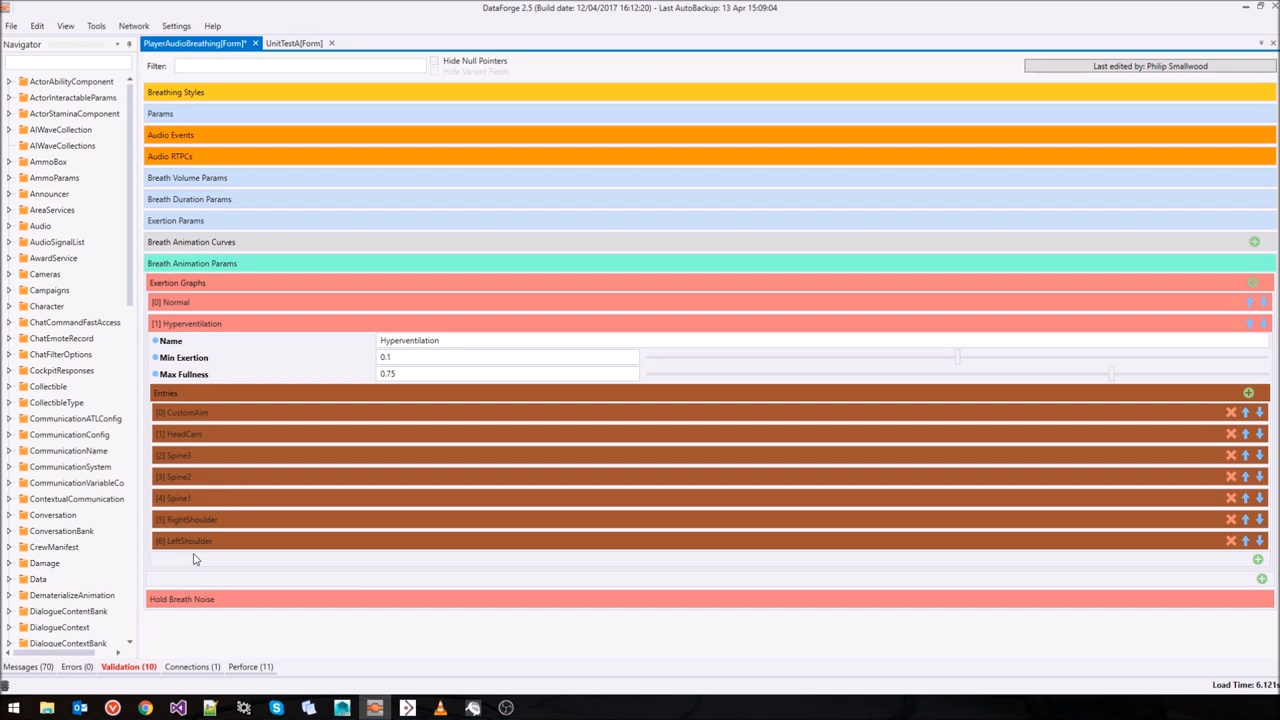 DataForge 2.5 (Build date: 12/04/2017 16:12:20) - Last AutoBackup: 13 Apr 15:09:04
File Edit View Tools Network Settings Help
Navigator
PlayerAudioBreathing[Form]* UnitTestA[Form]
Filter:
Hide Null Pointers
Hide Variant Fields
Last edited by: Philip Smallwood
ActorAbilityComponent
ActorInteractableParams
ActorStaminaComponent
AIWaveCollection
AIWaveCollections
AmmoBox
AmmoParams
Announcer
AreaServices
Audio
AudioSignalList
AwardService
Cameras
Campaigns
Character
ChatCommandFastAccess
ChatEmoteRecord
ChatFilterOptions
CockpitResponses
Collectible
CollectibleType
CommunicationATLConfig
CommunicationConfig
CommunicationName
CommunicationSystem
CommunicationVariableCo
ContextualCommunication
Conversation
ConversationBank
CrewManifest
Damage
Data
DematerializeAnimation
DialogueContentBank
DialogueContext
DialogueContextBank
Breathing Styles
Params
Audio Events
Audio RTPCs
Breath Volume Params
Breath Duration Params
Exertion Params
Breath Animation Curves
Breath Animation Params
Exertion Graphs
[0] Normal
[1] Hyperventilation
Name Hyperventilation
Min Exertion 0.1
Max Fullness 0.75
Entries
[0] CustomAim
[1] HeadCam
[2] Spine3
[3] Spine2
[4] Spine1
[5] RightShoulder
[6] LeftShoulder
Hold Breath Noise
Messages (70) Errors (0) Validation (10) Connections (1) Perforce (11)
Load Time: 6.121s